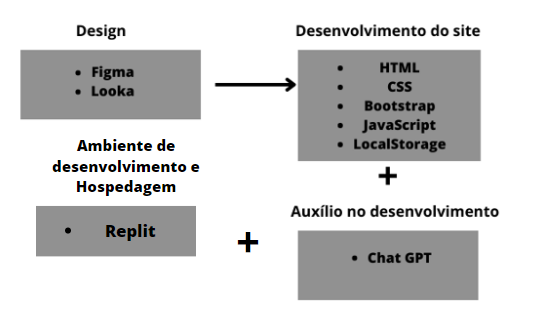 Design
• Figma
• Looka
Desenvolvimento do site
• HTML
• CSS
• Bootstrap
• JavaScript
• LocalStorage
+
Ambiente de
desenvolvimento e
Hospedagem
• Replit
+
Auxílio no desenvolvimento
• Chat GPT